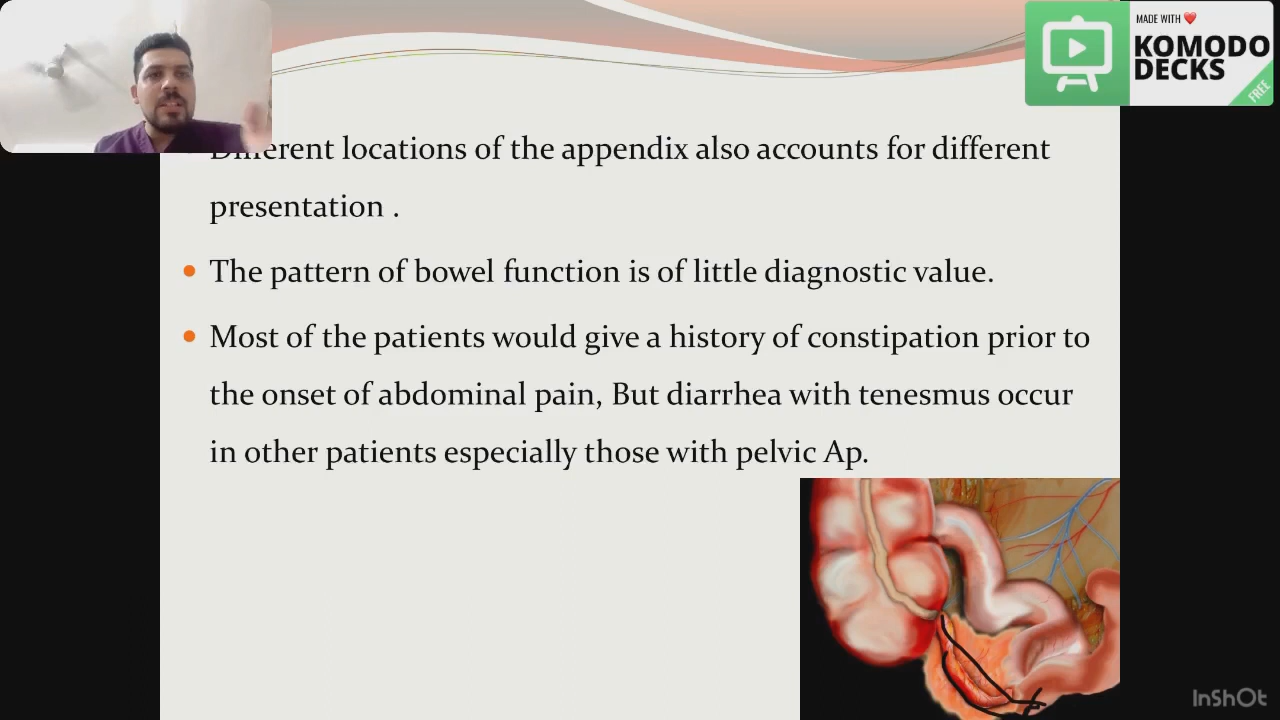 MADE WITH ❤️
KOMODO
DECKS
FREE
Different locations of the appendix also accounts for different
presentation .
• The pattern of bowel function is of little diagnostic value.
• Most of the patients would give a history of constipation prior to
the onset of abdominal pain, But diarrhea with tenesmus occur
in other patients especially those with pelvic Ap.
InShOt